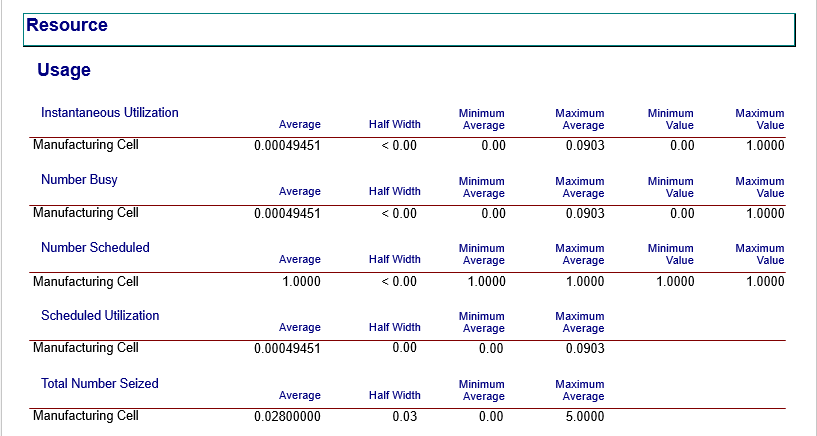 Resource
Usage
Instantaneous Utilization Average Half Width Minimum Average Maximum Average Minimum Value Maximum Value
Manufacturing Cell 0.00049451 < 0.00 0.00 0.0903 0.00 1.0000
Number Busy Average Half Width Minimum Average Maximum Average Minimum Value Maximum Value
Manufacturing Cell 0.00049451 < 0.00 0.00 0.0903 0.00 1.0000
Number Scheduled Average Half Width Minimum Average Maximum Average Minimum Value Maximum Value
Manufacturing Cell 1.0000 < 0.00 1.0000 1.0000 1.0000 1.0000
Scheduled Utilization Average Half Width Minimum Average Maximum Average
Manufacturing Cell 0.00049451 0.00 0.00 0.0903
Total Number Seized Average Half Width Minimum Average Maximum Average
Manufacturing Cell 0.02800000 0.03 0.00 5.0000